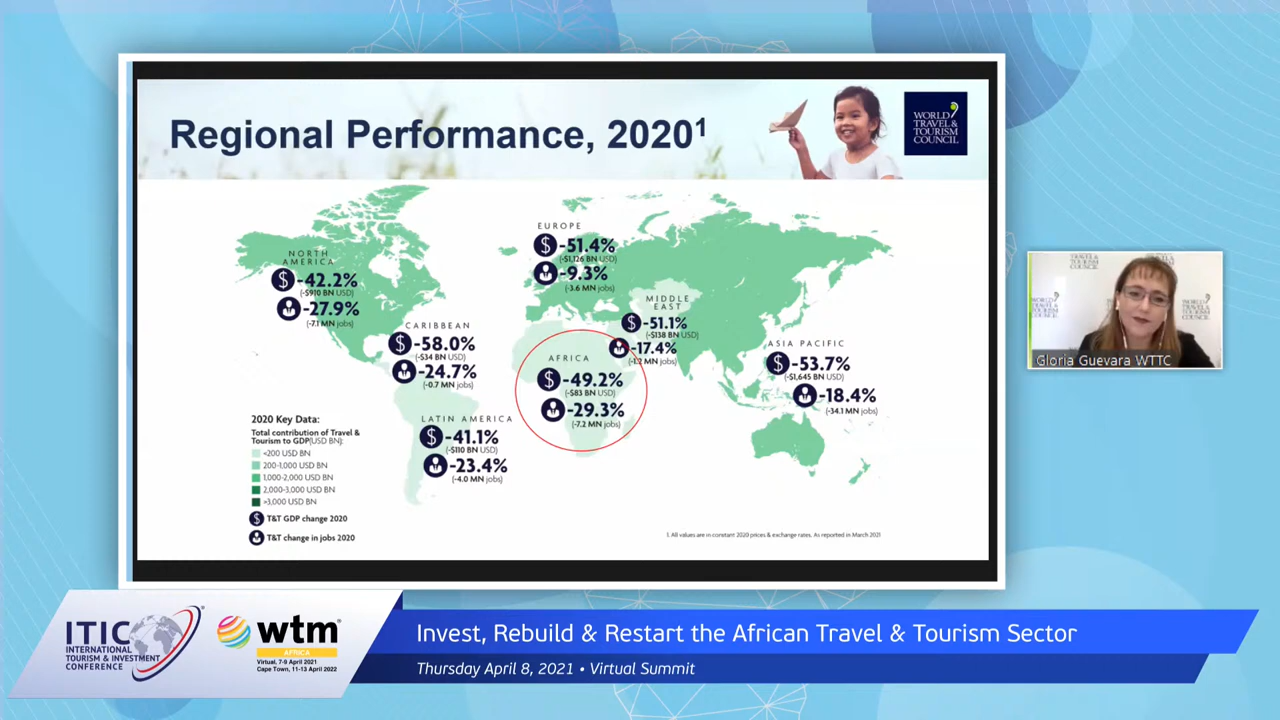 Regional Performance, 2020¹
WORLD
TRAVEL &
TOURISM
COUNCIL
NORTH
AMERICA
-42.2%
(-$910 BN USD)
-27.9%
(-7.1 MN jobs)
EUROPE
-51.4%
(-$1,126 BN USD)
-9.3%
(-3.6 MN jobs)
MIDDLE
EAST
-51.1%
(-$138 BN USD)
-17.4%
(-1.2 MN jobs)
CARIBBEAN
-58.0%
(-$34 BN USD)
-24.7%
(-0.7 MN jobs)
AFRICA
-49.2%
(-$83 BN USD)
-29.3%
(-7.2 MN jobs)
ASIA PACIFIC
-53.7%
(-$1,645 BN USD)
-18.4%
(-34.1 MN jobs)
LATIN AMERICA
-41.1%
(-$110 BN USD)
-23.4%
(-4.0 MN jobs)
2020 Key Data:
Total contribution of Travel &
Tourism to GDP(USD BN):
<200 USD BN
200-1,000 USD BN
1,000-2,000 USD BN
2,000-3,000 USD BN
>3,000 USD BN
$ T&T GDP change 2020
T&T change in jobs 2020
1. All values are in constant 2020 prices & exchange rates. As reported in March 2021
Gloria Guevara WTTC
ITIC
INTERNATIONAL
TOURISM & INVESTMENT
CONFERENCE
wtm
AFRICA
Virtual, 7-9 April 2021
Cape Town, 11-13 April 2022
Invest, Rebuild & Restart the African Travel & Tourism Sector
Thursday April 8, 2021 • Virtual Summit